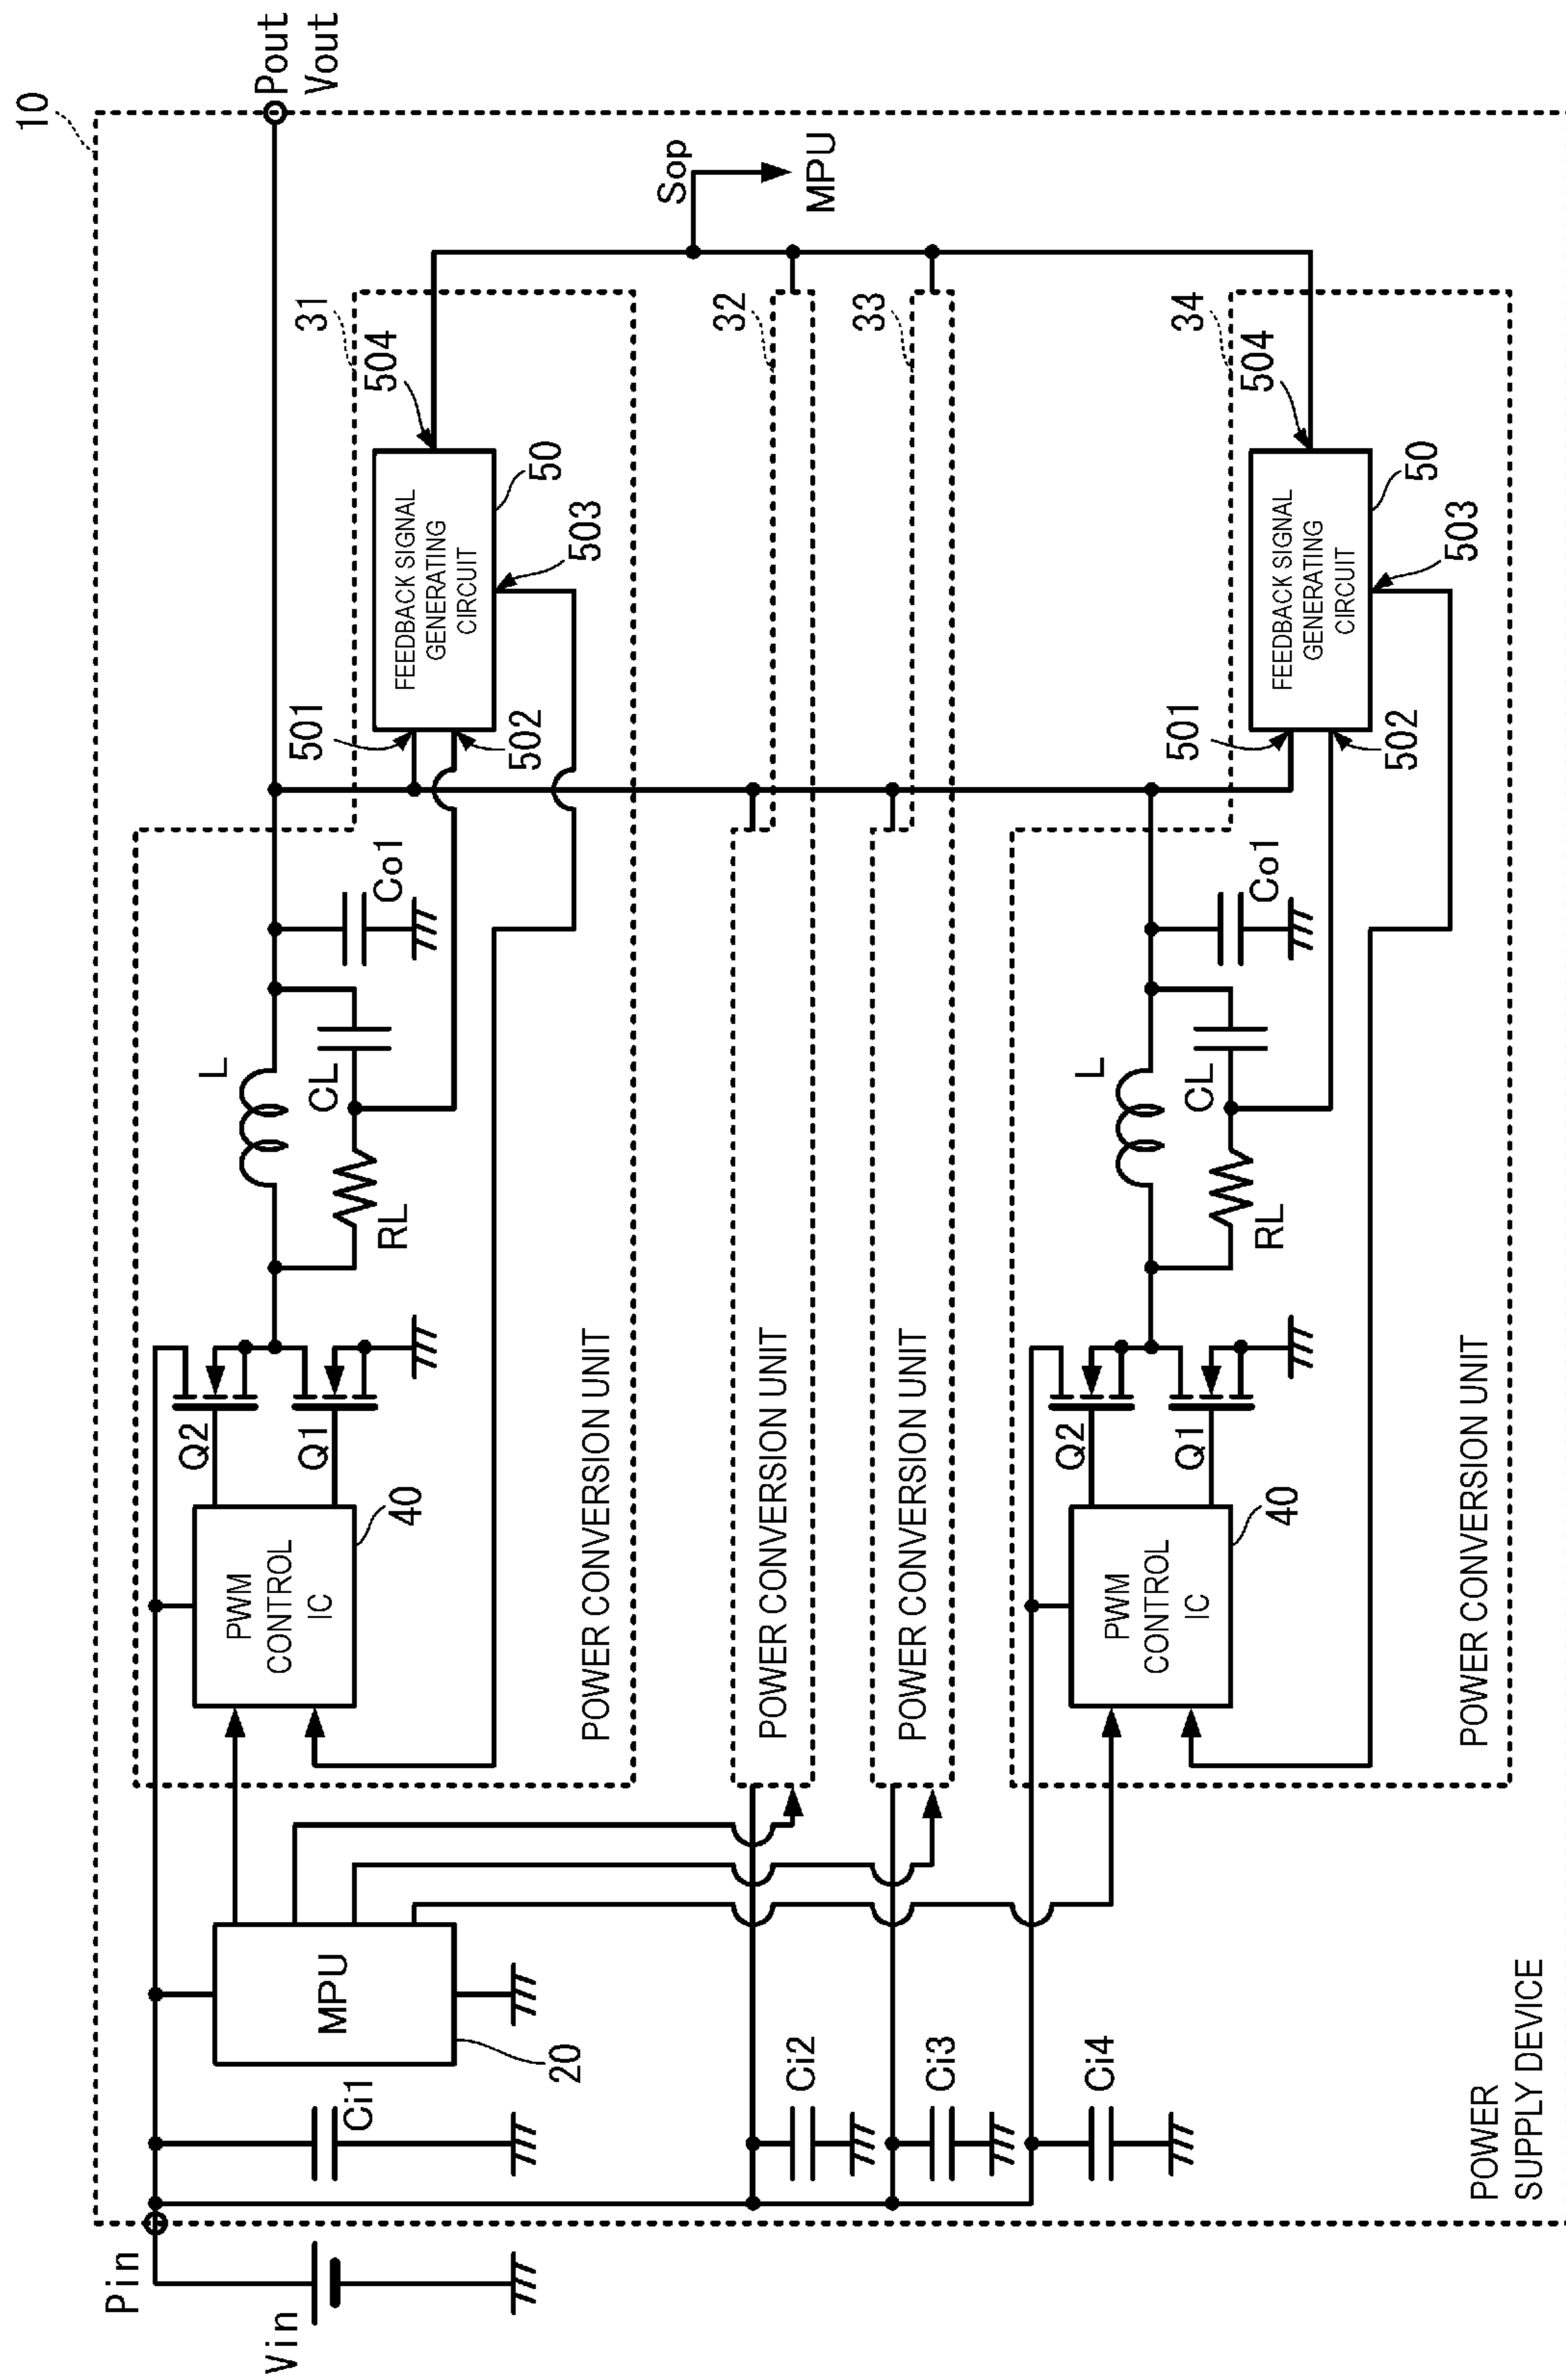 10
Pin
Vin
Pout
Vout
Ci1
MPU
20
PWM
CONTROL
IC
40
Q2
Q1
L
RL
CL
Co1
501
502
FEEDBACK SIGNAL
GENERATING
CIRCUIT
50
503
504
31
POWER CONVERSION UNIT
Sop
MPU
Ci2
POWER CONVERSION UNIT
32
Ci3
POWER CONVERSION UNIT
33
Ci4
PWM
CONTROL
IC
40
Q2
Q1
L
RL
CL
Co1
501
502
FEEDBACK SIGNAL
GENERATING
CIRCUIT
50
503
504
34
POWER CONVERSION UNIT
POWER
SUPPLY DEVICE